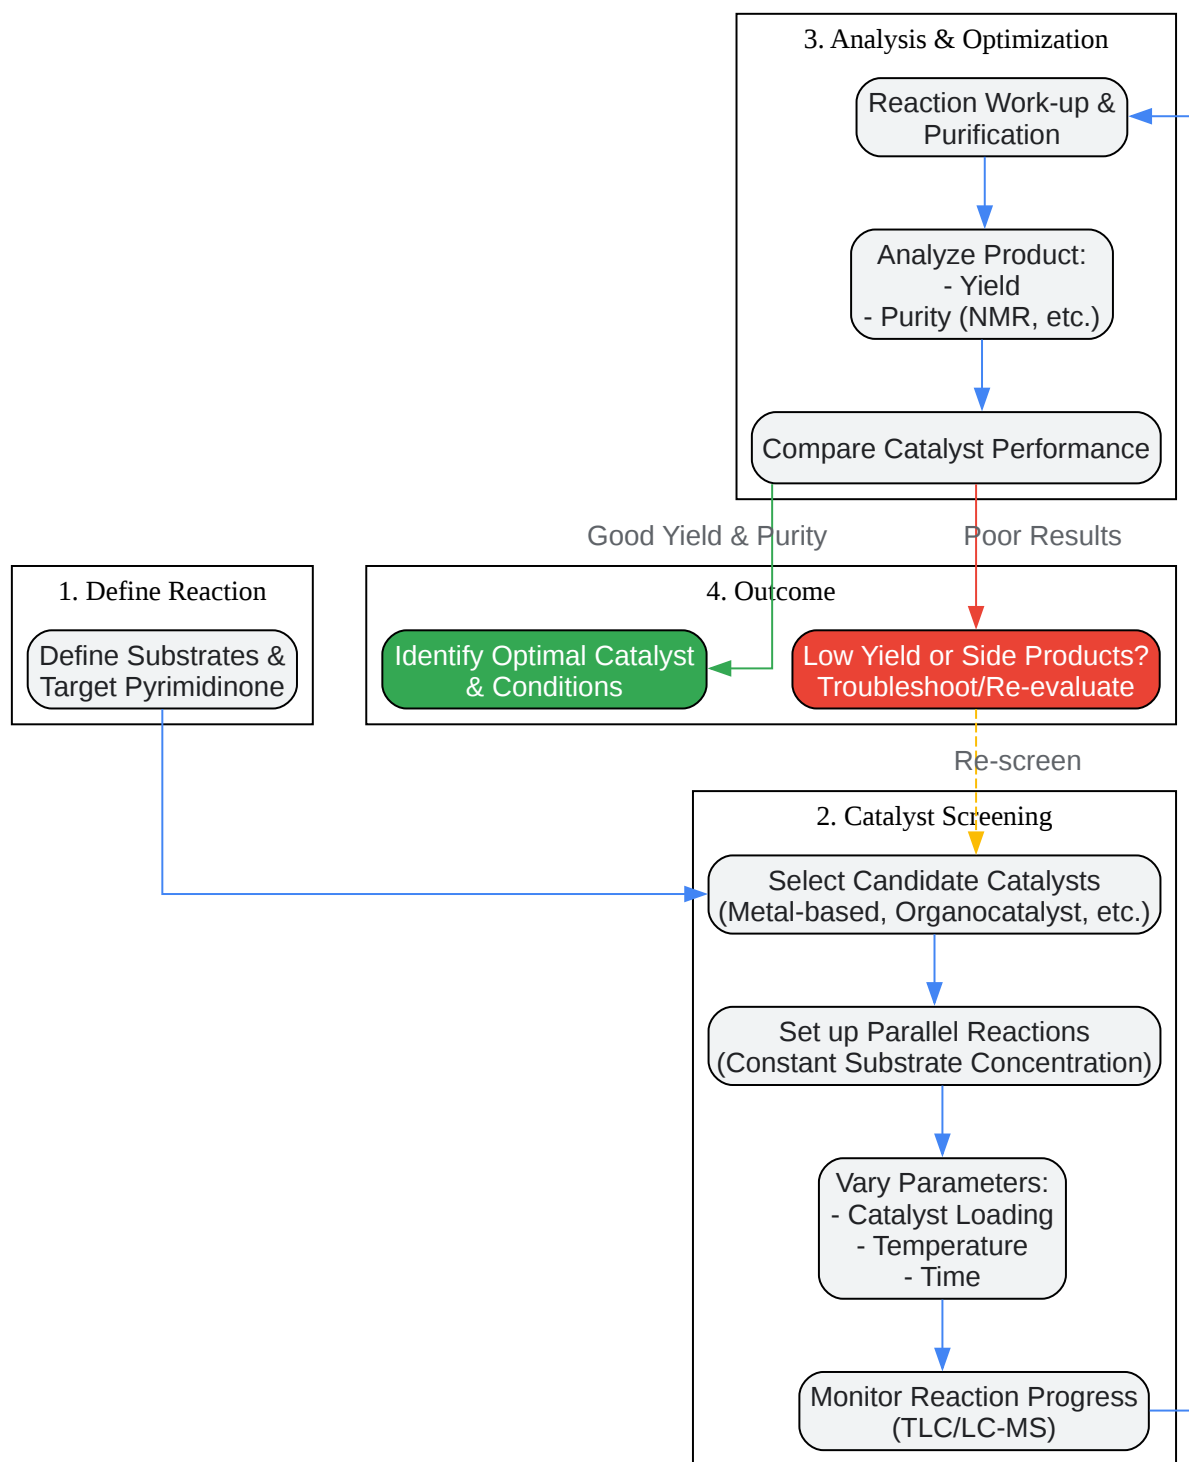 3. Analysis & Optimization
Reaction Work-up &
Purification
Analyze Product:
- Yield
- Purity (NMR, etc.)
Compare Catalyst Performance
Good Yield & Purity
Poor Results
1. Define Reaction
Define Substrates &
Target Pyrimidinone
4. Outcome
Identify Optimal Catalyst
& Conditions
Low Yield or Side Products?
Troubleshoot/Re-evaluate
Re-screen
2. Catalyst Screening
Select Candidate Catalysts
(Metal-based, Organocatalyst, etc.)
Set up Parallel Reactions
(Constant Substrate Concentration)
Vary Parameters:
- Catalyst Loading
- Temperature
- Time
Monitor Reaction Progress
(TLC/LC-MS)